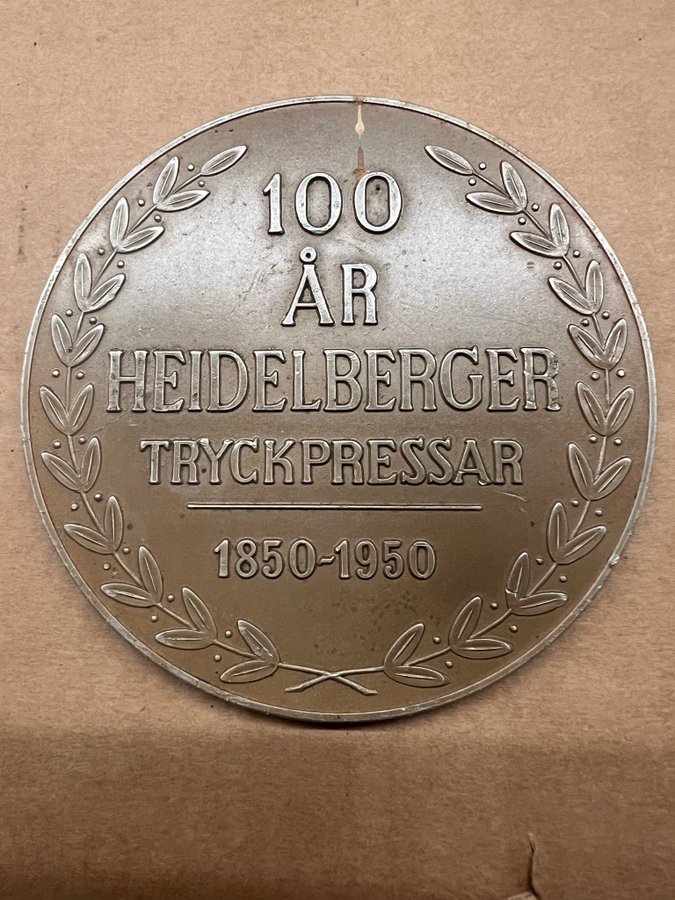 100
ÅR
HEIDELBERGER
TRYCKPRESSAR
1850-1950